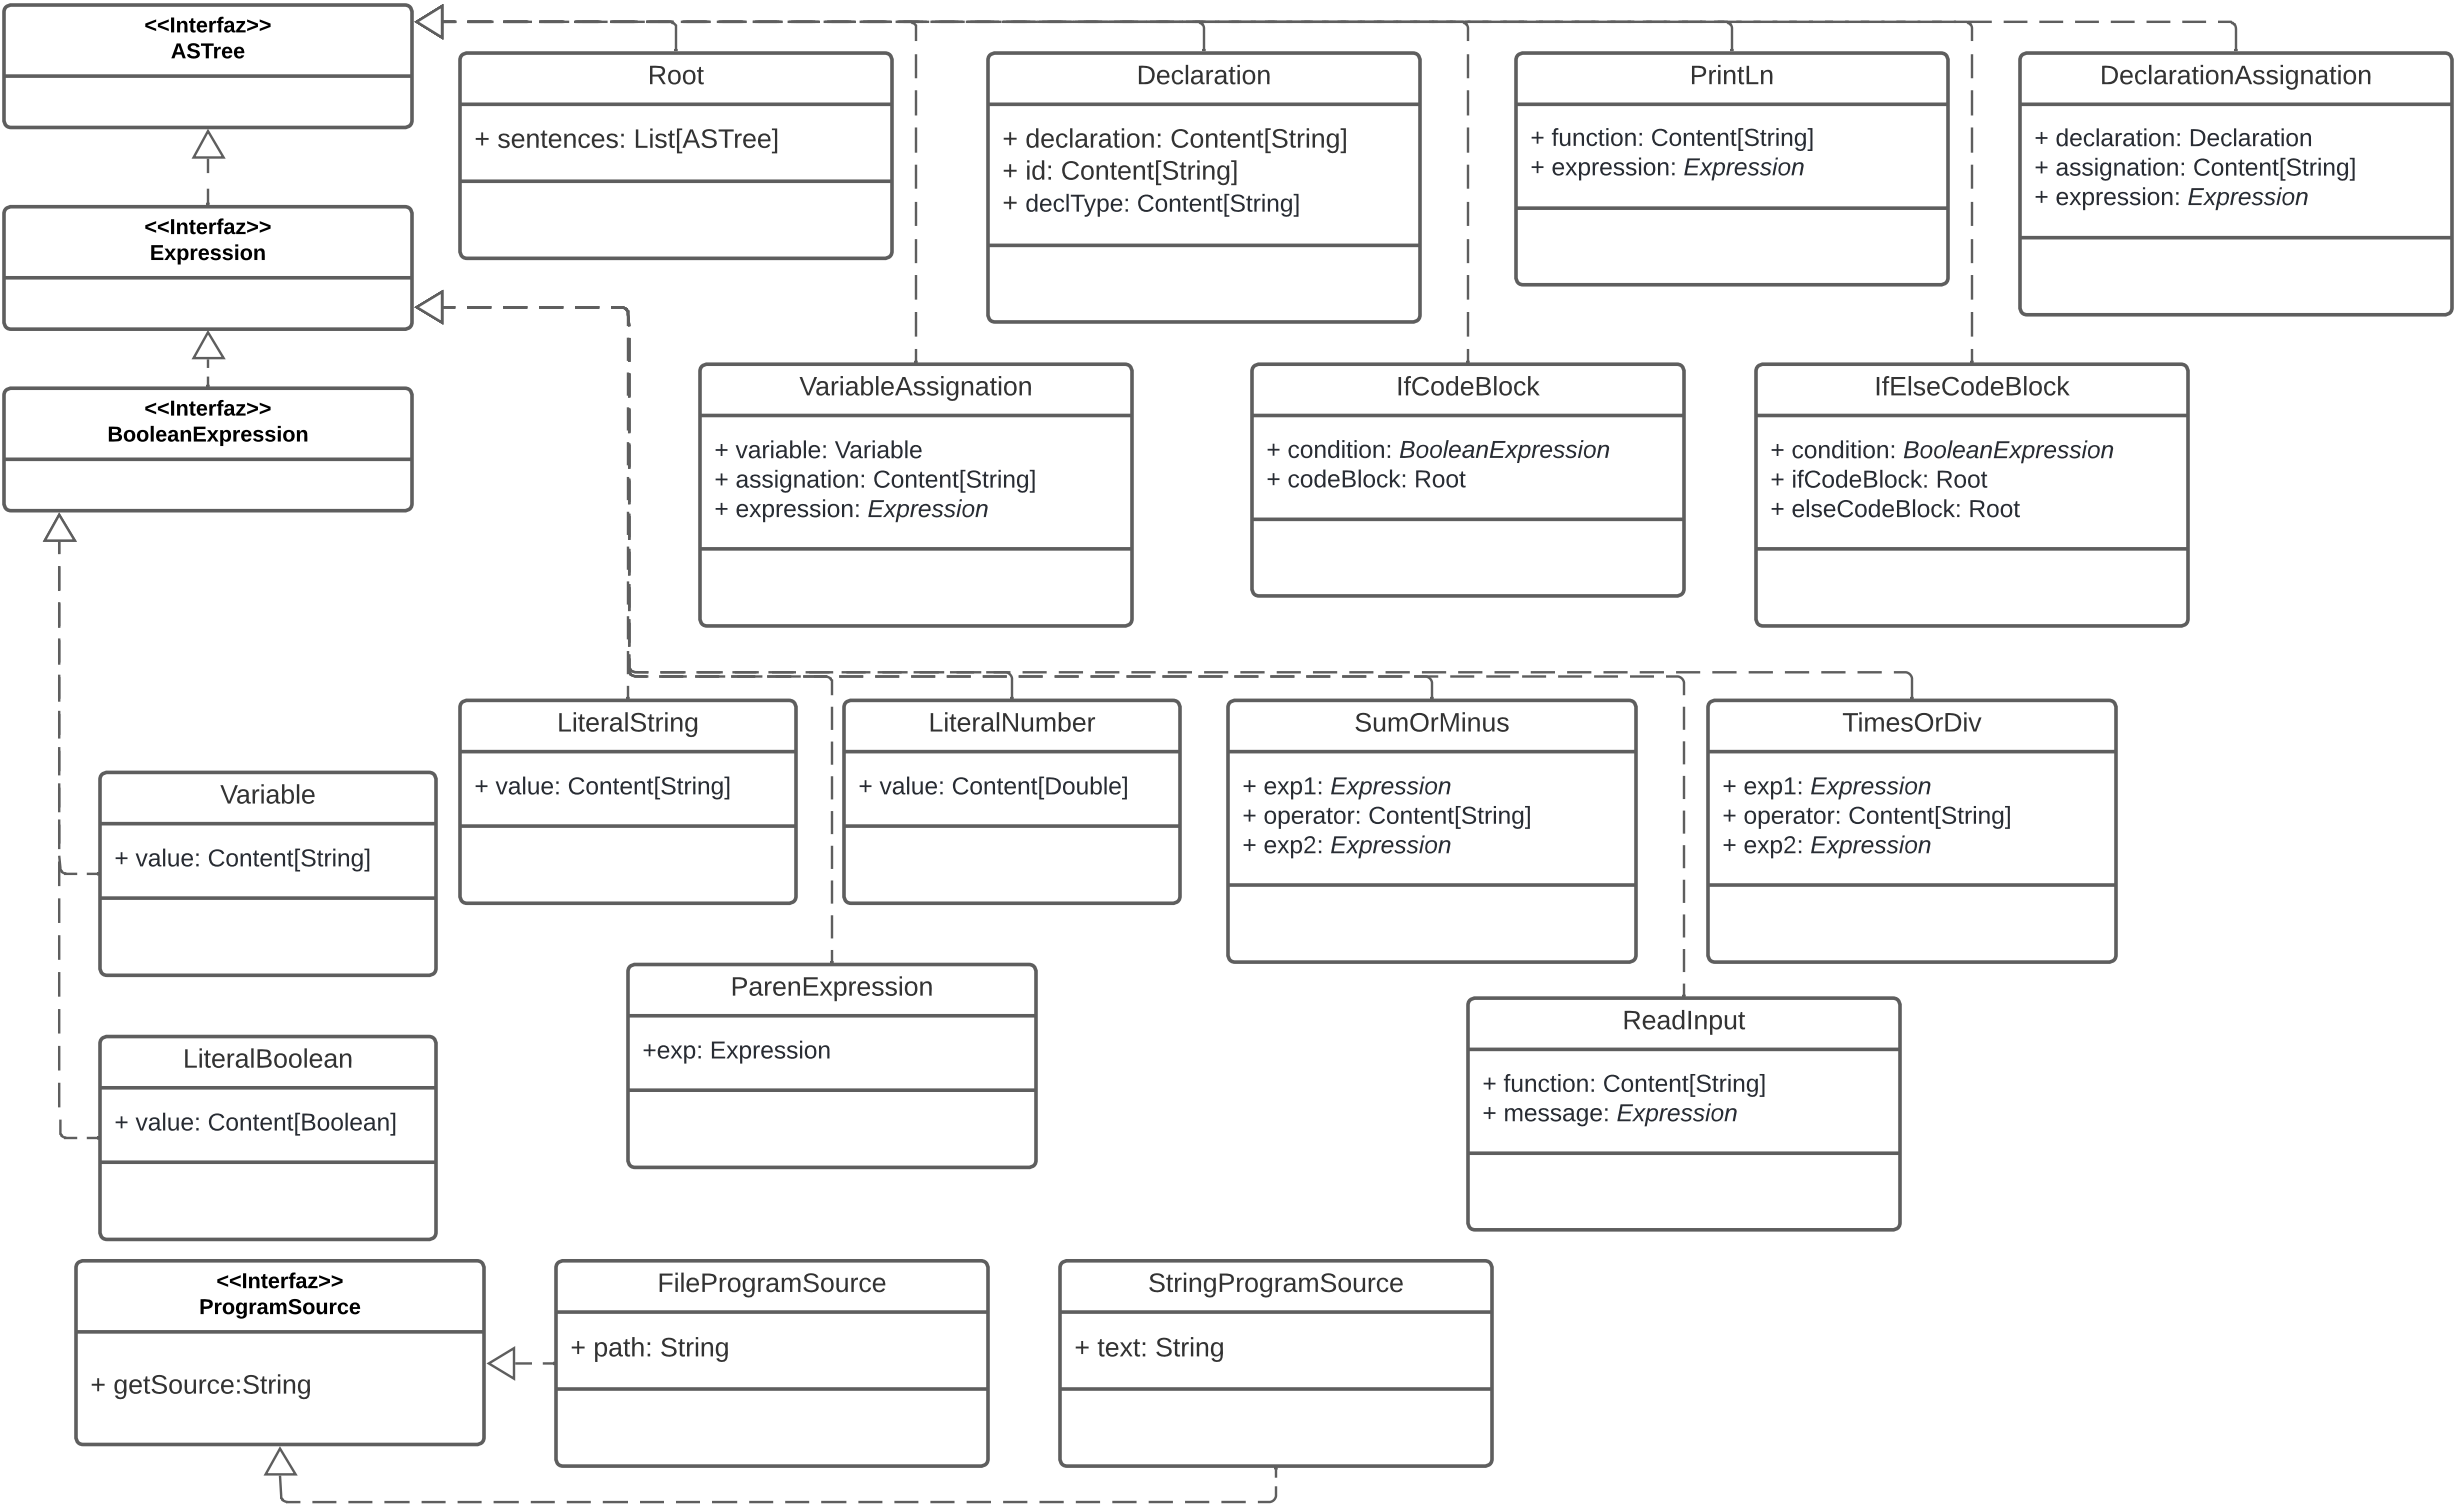 <<Interfaz>>
ASTree
Root
+ sentences: List[ASTree]
Declaration
+ declaration: Content[String]
+ id: Content[String]
+ declType: Content[String]
PrintLn
+ function: Content[String]
+ expression: Expression
DeclarationAssignation
+ declaration: Declaration
+ assignation: Content[String]
+ expression: Expression
<<Interfaz>>
Expression
<<Interfaz>>
BooleanExpression
VariableAssignation
+ variable: Variable
+ assignation: Content[String]
+ expression: Expression
IfCodeBlock
+ condition: BooleanExpression
+ codeBlock: Root
IfElseCodeBlock
+ condition: BooleanExpression
+ ifCodeBlock: Root
+ elseCodeBlock: Root
Variable
+ value: Content[String]
LiteralString
+ value: Content[String]
LiteralNumber
+ value: Content[Double]
SumOrMinus
+ exp1: Expression
+ operator: Content[String]
+ exp2: Expression
TimesOrDiv
+ exp1: Expression
+ operator: Content[String]
+ exp2: Expression
LiteralBoolean
+ value: Content[Boolean]
ParenExpression
+exp: Expression
ReadInput
+ function: Content[String]
+ message: Expression
<<Interfaz>>
ProgramSource
+ getSource:String
FileProgramSource
+ path: String
StringProgramSource
+ text: String